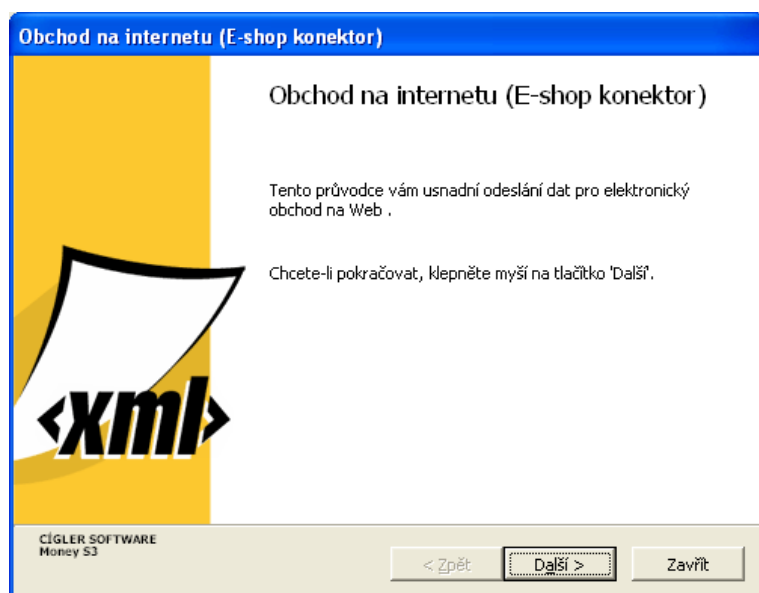 Obchod na internetu (E-shop konektor)
Obchod na internetu (E-shop konektor)
Tento průvodce vám usnadní odeslání dat pro elektronický
obchod na Web .
Chcete-li pokračovat, klepněte myší na tlačítko 'Další'.
<xml>
CÍGLER SOFTWARE
Money S3
< Zpět
Další >
Zavřít